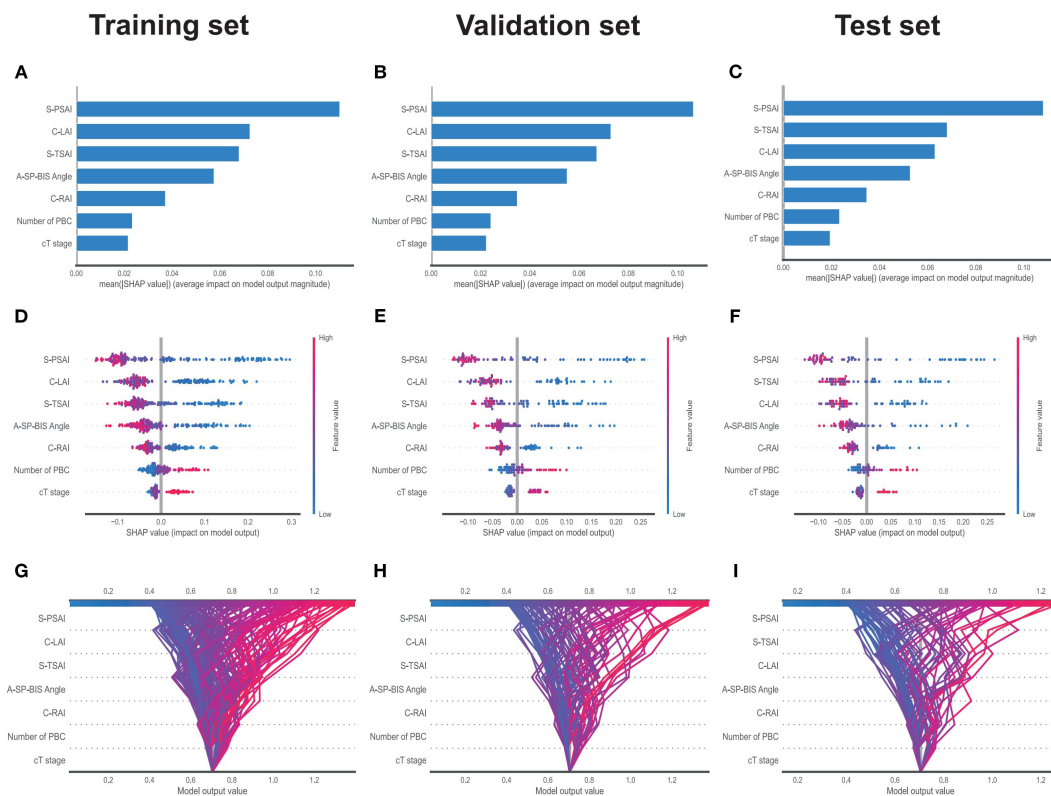 Training set
Validation set
Test set
A
S-PSAI
C-LAI
S-TSAI
A-SP-BIS Angle
C-RAI
Number of PBC
cT stage
0.00 0.02 0.04 0.06 0.08 0.10
mean(|SHAP value|) (average impact on model output magnitude)
B
S-PSAI
C-LAI
S-TSAI
A-SP-BIS Angle
C-RAI
Number of PBC
cT stage
0.00 0.02 0.04 0.06 0.08 0.10
mean(|SHAP value|) (average impact on model output magnitude)
C
S-PSAI
S-TSAI
C-LAI
A-SP-BIS Angle
C-RAI
Number of PBC
cT stage
0.00 0.02 0.04 0.06 0.08 0.10
mean(|SHAP value|) (average impact on model output magnitude)
D
S-PSAI
C-LAI
S-TSAI
A-SP-BIS Angle
C-RAI
Number of PBC
cT stage
−0.1 0.0 0.1 0.2 0.3
SHAP value (impact on model output)
High
Feature value
Low
E
S-PSAI
C-LAI
S-TSAI
A-SP-BIS Angle
C-RAI
Number of PBC
cT stage
−0.10 −0.05 0.00 0.05 0.10 0.15 0.20 0.25
SHAP value (impact on model output)
High
Feature value
Low
F
S-PSAI
S-TSAI
C-LAI
A-SP-BIS Angle
C-RAI
Number of PBC
cT stage
−0.10 −0.05 0.00 0.05 0.10 0.15 0.20 0.25
SHAP value (impact on model output)
High
Feature value
Low
G
0.2 0.4 0.6 0.8 1.0 1.2
S-PSAI
C-LAI
S-TSAI
A-SP-BIS Angle
C-RAI
Number of PBC
cT stage
0.2 0.4 0.6 0.8 1.0 1.2
Model output value
H
0.2 0.4 0.6 0.8 1.0 1.2
S-PSAI
C-LAI
S-TSAI
A-SP-BIS Angle
C-RAI
Number of PBC
cT stage
0.2 0.4 0.6 0.8 1.0 1.2
Model output value
I
0.2 0.4 0.6 0.8 1.0 1.2
S-PSAI
S-TSAI
C-LAI
A-SP-BIS Angle
C-RAI
Number of PBC
cT stage
0.2 0.4 0.6 0.8 1.0 1.2
Model output value